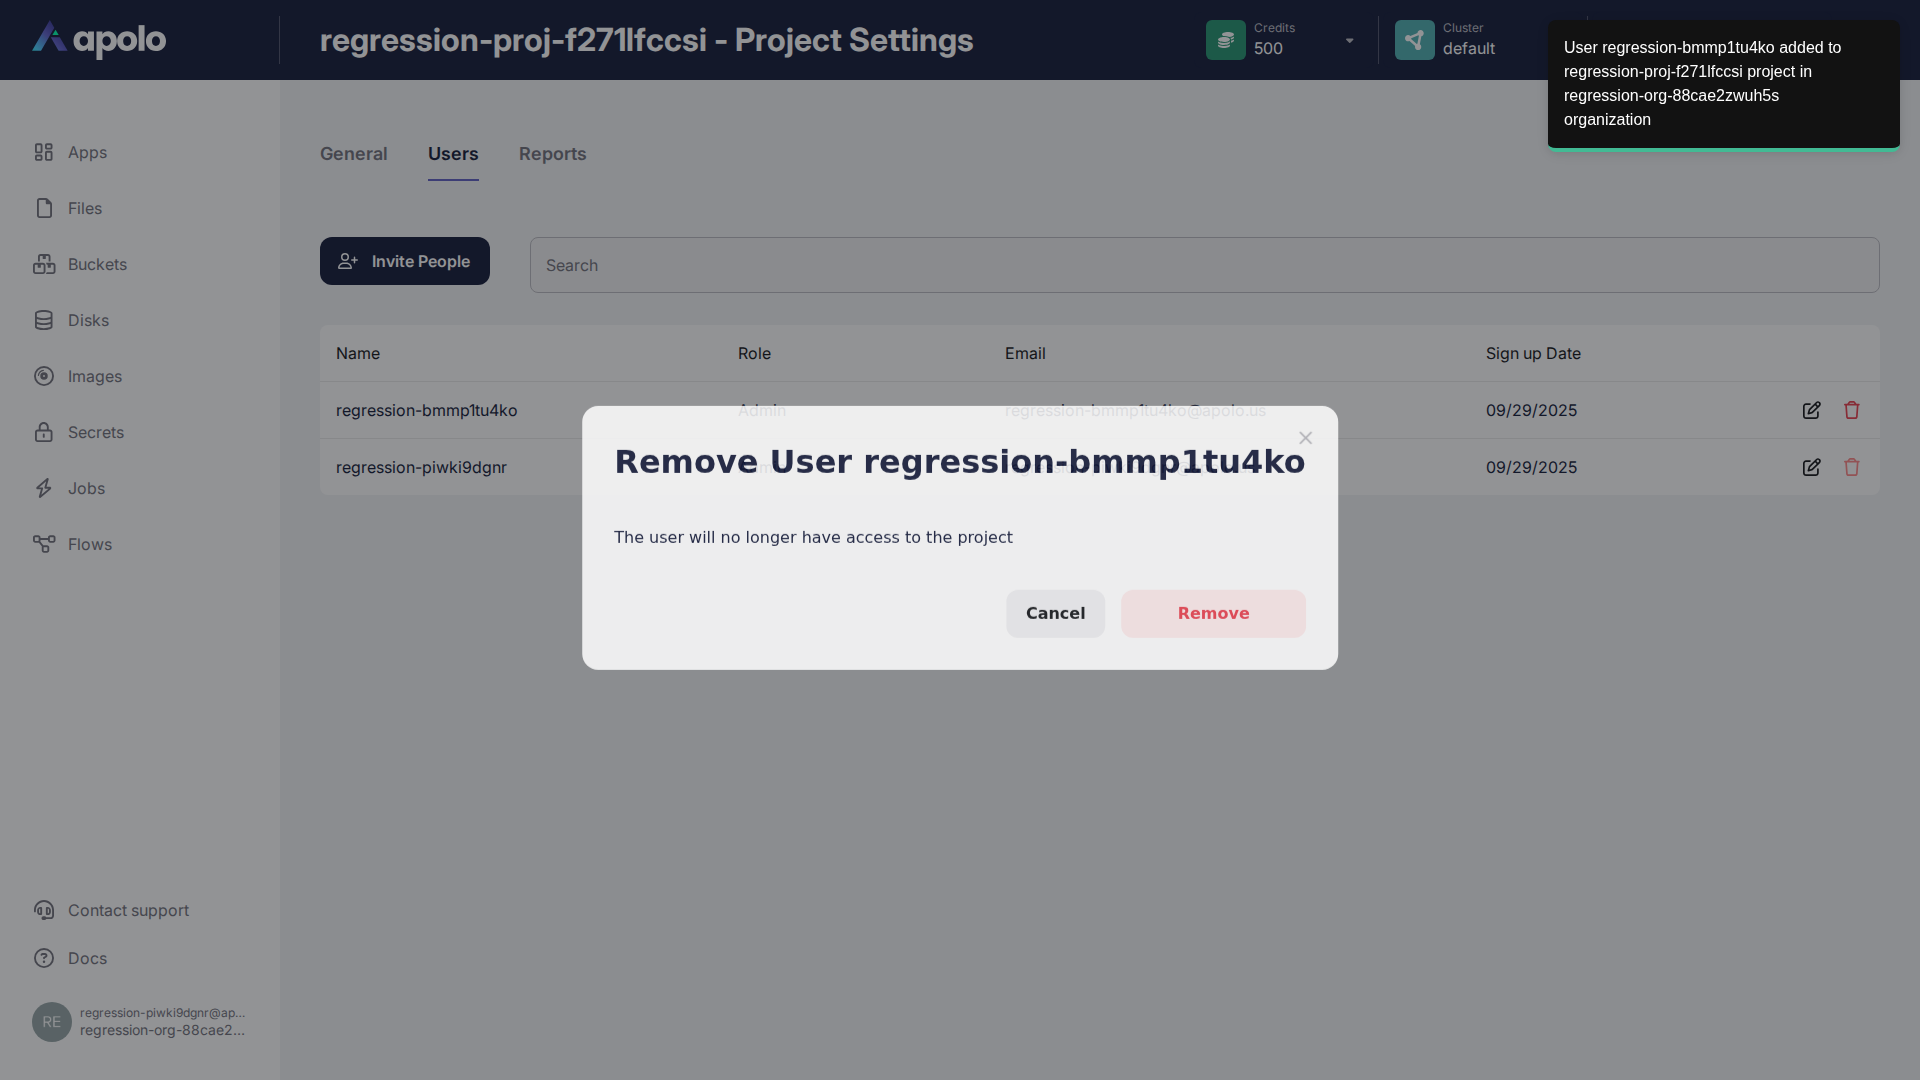 apolo
regression-proj-f271lfccsi - Project Settings
Credits
500
Cluster
default
User regression-bmmp1tu4ko added to
regression-proj-f271lfccsi project in
regression-org-88cae2zwuh5s
organization
Apps
Files
Buckets
Disks
Images
Secrets
Jobs
Flows
General
Users
Reports
Invite People
Search
Name
Role
Email
Sign up Date
regression-bmmp1tu4ko
Admin
regression-bmmp1tu4ko@apolo.us
09/29/2025
regression-piwki9dgnr
09/29/2025
Remove User regression-bmmp1tu4ko
The user will no longer have access to the project
Cancel
Remove
Contact support
Docs
RE
regression-piwki9dgnr@ap...
regression-org-88cae2...